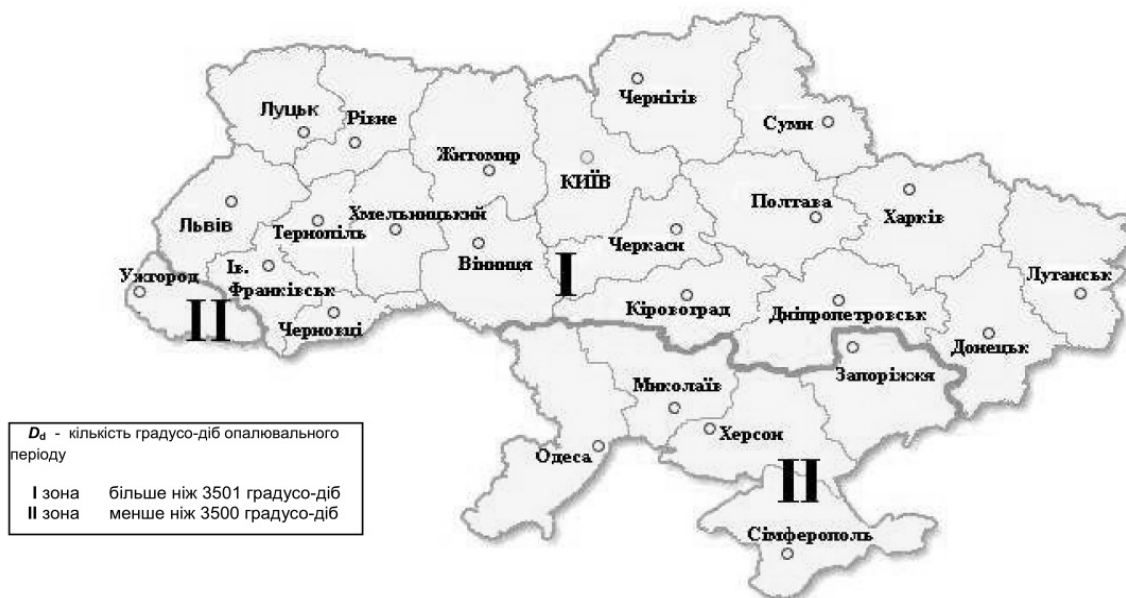 Чернігів
Луцьк
Рівне
Суми
Житомир
КИЇВ
Полтава
Харків
Львів
Тернопіль
Хмельницький
Вінниця
Черкаси
I
Ужгород
Ів.
Франківськ
Луганськ
II
Черновці
Кіровоград
Дніпропетровськ
Донецьк
Запоріжжя
Миколаїв
Херсон
Одеса
II
Сімферополь
Dd - кількість градусо-діб опалювального
періоду
I зона більше ніж 3501 градусо-діб
II зона менше ніж 3500 градусо-діб